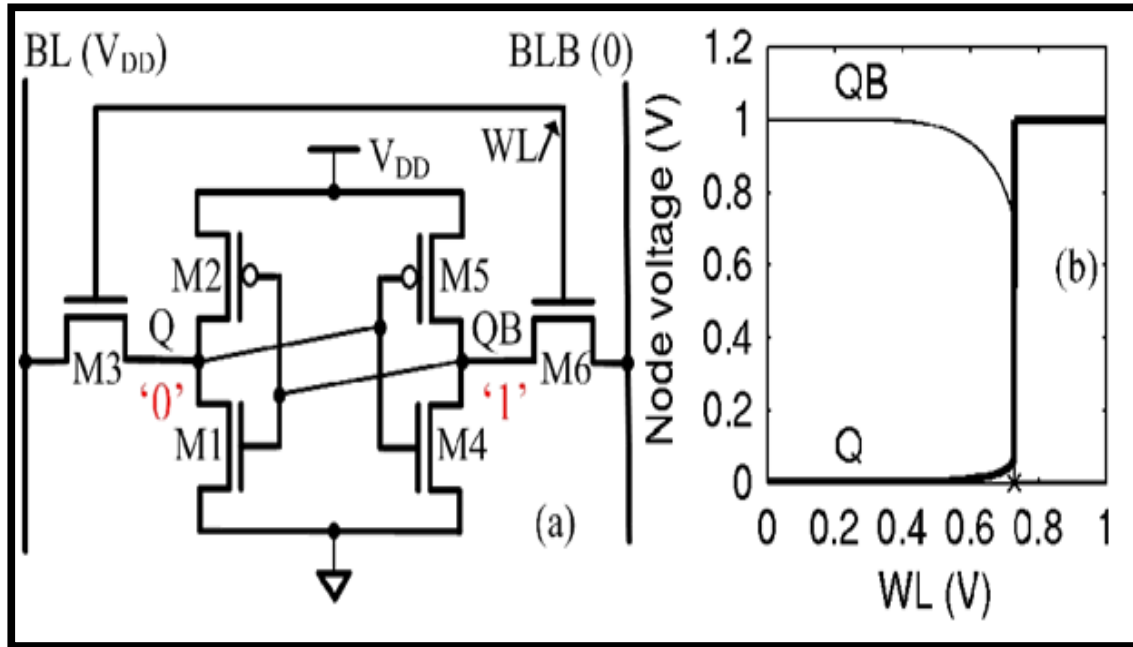 BL (VDD)
BLB (0)
WL
VDD
M2
M5
Q
QB
M3
M6
‘0’
‘1’
M1
M4
(a)
Node voltage (V)
1.2
1
0.8
0.6
0.4
0.2
0
QB
(b)
Q
0 0.2 0.4 0.6 0.8 1
WL (V)